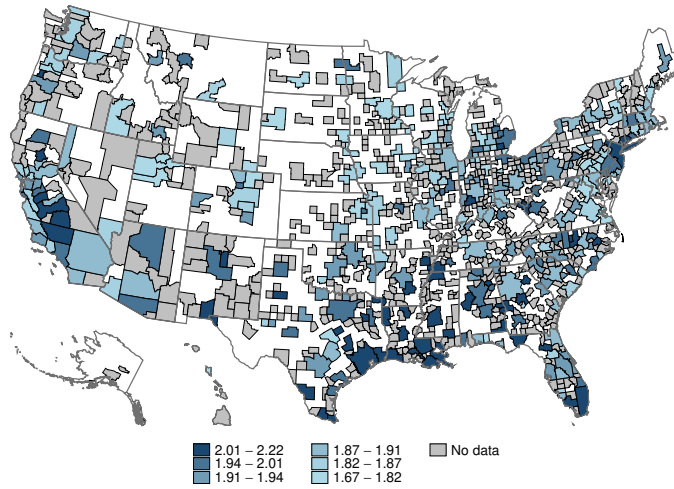 2.01 – 2.22 1.87 – 1.91 No data
1.94 – 2.01 1.82 – 1.87
1.91 – 1.94 1.67 – 1.82